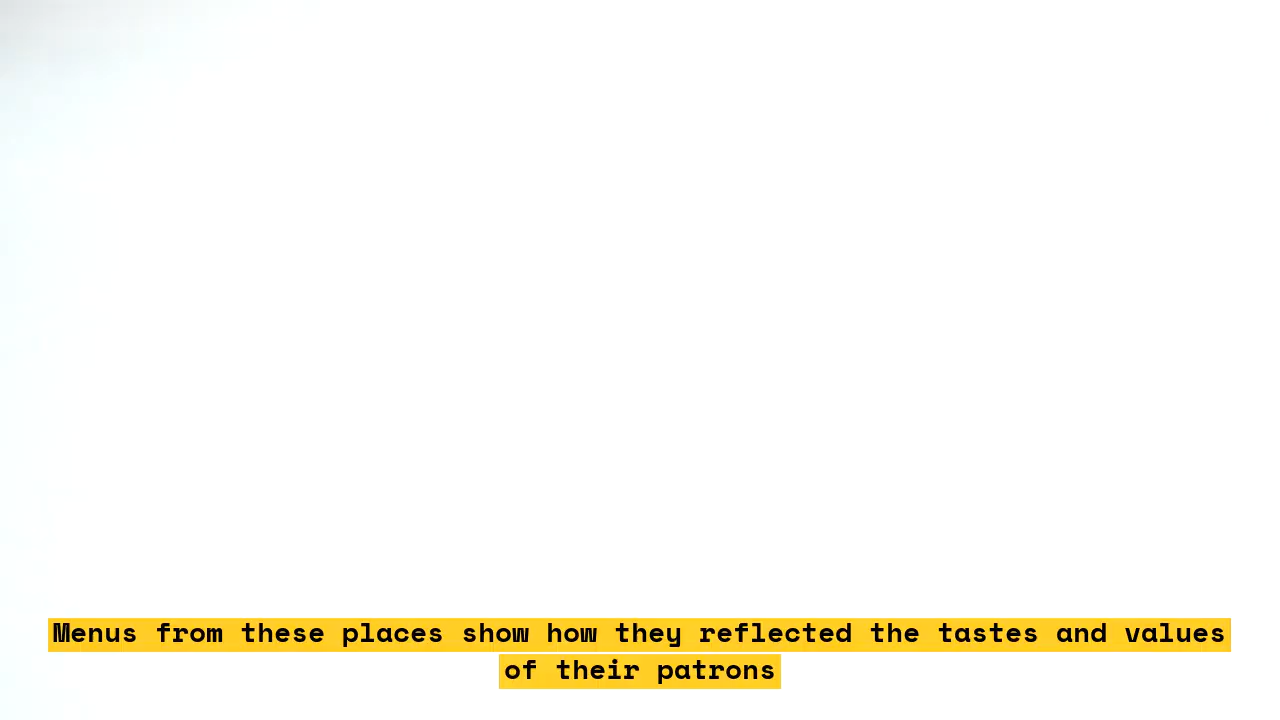 Menus from these places show how they reflected the tastes and values
of their patrons